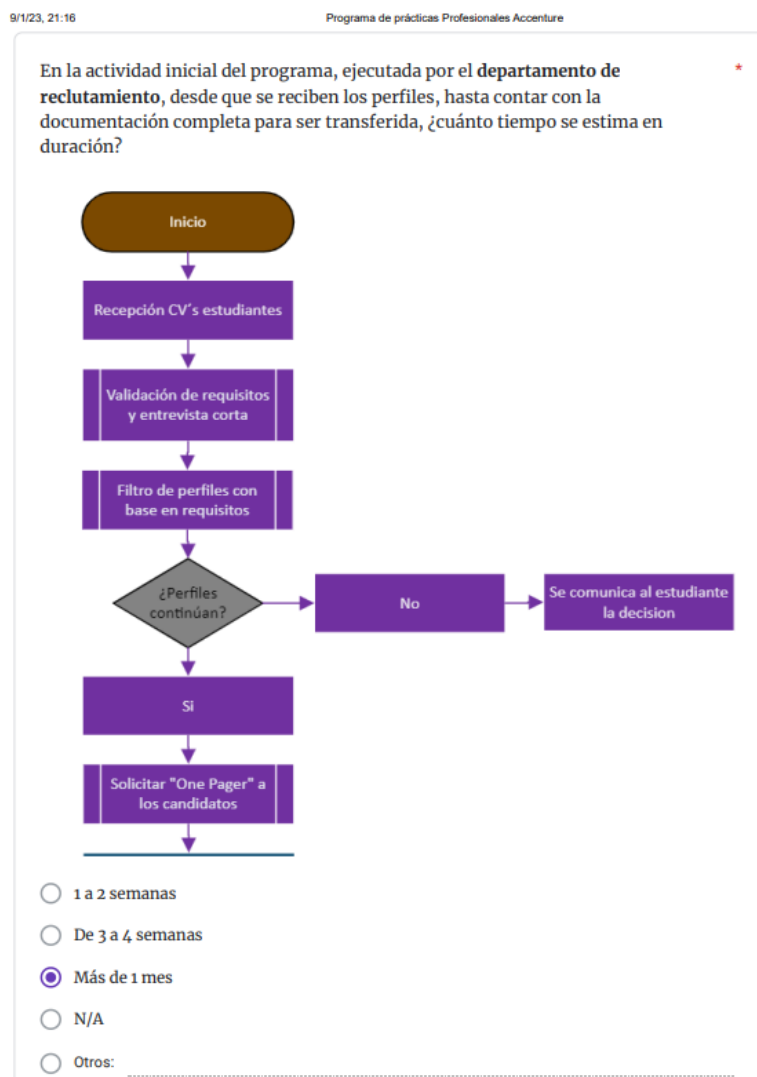 9/1/23, 21:16
Programa de prácticas Profesionales Accenture
En la actividad inicial del programa, ejecutada por el departamento de
reclutamiento, desde que se reciben los perfiles, hasta contar con la
documentación completa para ser transferida, ¿cuánto tiempo se estima en
duración?
*
Inicio
Recepción CV´s estudiantes
Validación de requisitos
y entrevista corta
Filtro de perfiles con
base en requisitos
¿Perfiles
continúan?
No
Se comunica al estudiante
la decision
Si
Solicitar "One Pager" a
los candidatos
1 a 2 semanas
De 3 a 4 semanas
Más de 1 mes
N/A
Otros: